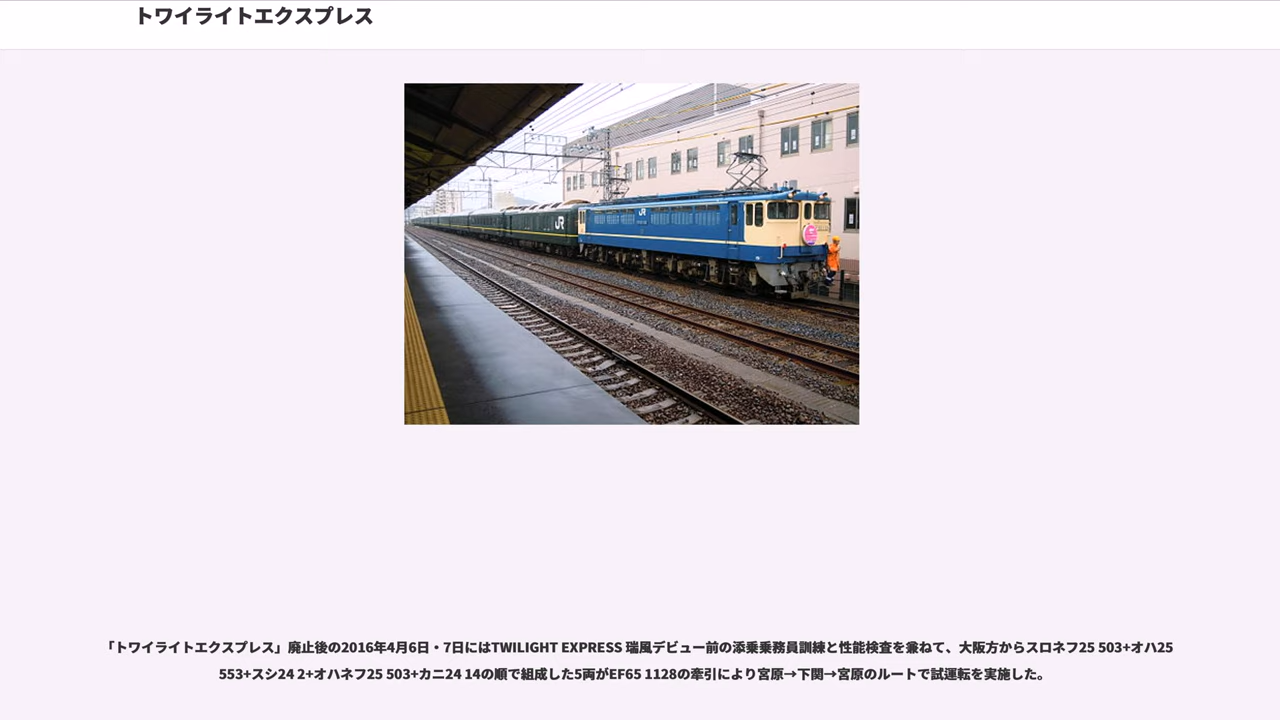 トワイライトエクスプレス
JR
JR
「トワイライトエクスプレス」廃止後の2016年4月6日・7日にはTWILIGHT EXPRESS 瑞風デビュー前の添乗乗務員訓練と性能検査を兼ねて、大阪方からスロネフ25 503+オハ25
553+スシ24 2+オハネフ25 503+カニ24 14の順で組成した5両がEF65 1128の牽引により宮原→下関→宮原のルートで試運転を実施した。